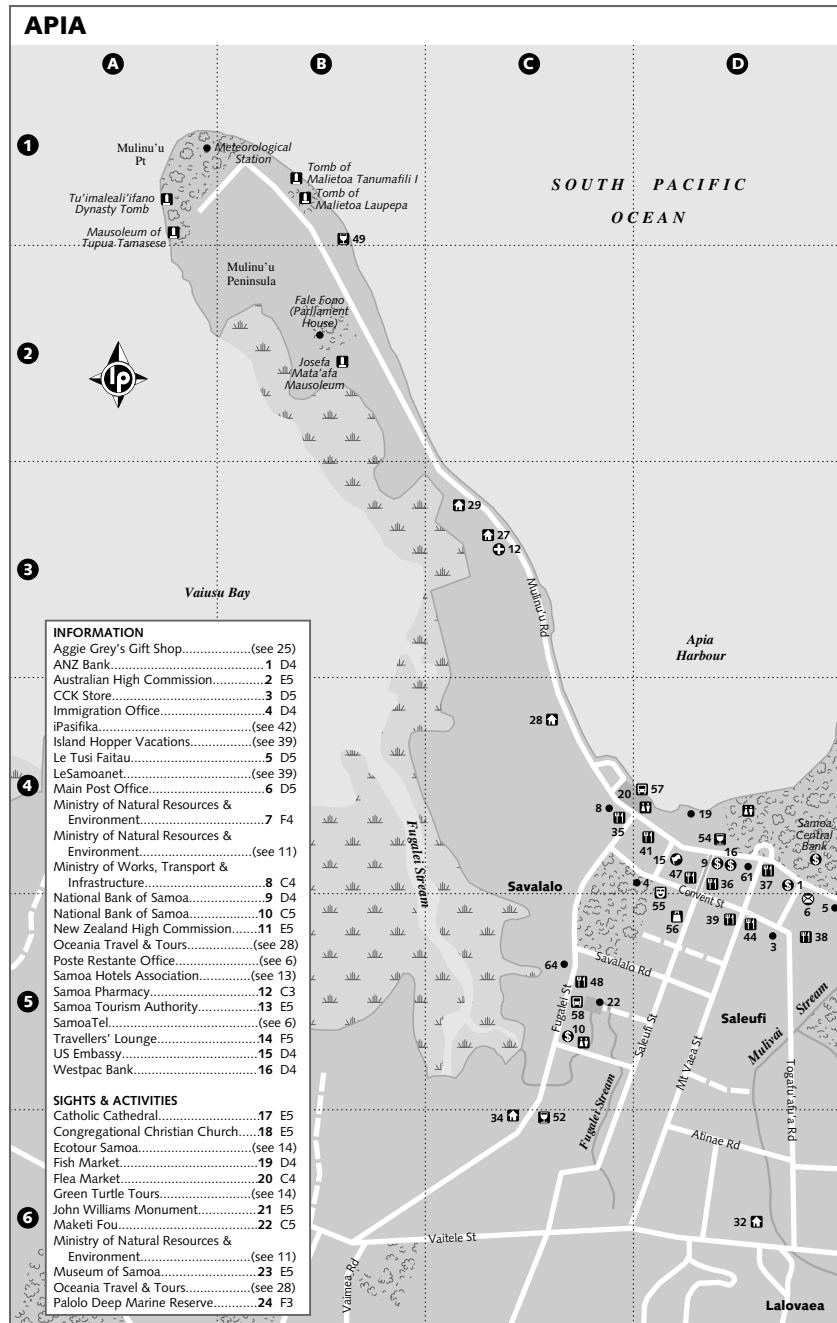 APIA
A
B
C
D
1
Mulinu'u
Pt
Meteorological
Station
Tomb of
Malietoa Tanumafili I
Tomb of
Malietoa Laupepa
Tu'imaleali'ifano
Dynasty Tomb
Mausoleum of
Tupua Tamasese
49
SOUTH PACIFIC
OCEAN
Mulinu'u
Peninsula
Fale Fono
(Parliament
House)
2
lp
Josefa
Mata'afa
Mausoleum
29
27
12
3
Mulinu'u Rd
Vaiusu Bay
Apia
Harbour
28
4
20
57
8
35
19
41
54
16
Samoa
Central
Bank
15
9
61
47
36
37
1
4
Convent St
6
5
55
56
39
44
3
38
Savalalo
Fugalei Stream
Savalalo Rd
64
48
5
58
22
Fugalei St
10
Saleufi St
Saleufi
Mt Vaea St
Mulivai
Stream
Togafu'afu'a Rd
34
52
Fugalei Stream
Atinae Rd
6
32
Vaitele St
Vaimea Rd
Lalovaea
INFORMATION
Aggie Grey's Gift Shop..................(see 25)
ANZ Bank....................................1 D4
Australian High Commission.........2 E5
CCK Store...................................3 D5
Immigration Office......................4 D4
iPasifika...................................(see 42)
Island Hopper Vacations...............(see 39)
Le Tusi Faitau.............................5 D5
LeSamoanet...............................(see 39)
Main Post Office.........................6 D5
Ministry of Natural Resources &
Environment..............................7 F4
Ministry of Natural Resources &
Environment..............................(see 11)
Ministry of Works, Transport &
Infrastructure............................8 C4
National Bank of Samoa...............9 D4
National Bank of Samoa..............10 C5
New Zealand High Commission....11 E5
Oceania Travel & Tours................(see 28)
Poste Restante Office..................(see 6)
Samoa Hotels Association............(see 13)
Samoa Pharmacy.......................12 C3
Samoa Tourism Authority............13 E5
SamoaTel..................................(see 6)
Travellers' Lounge.....................14 F5
US Embassy..............................15 D4
Westpac Bank...........................16 D4
SIGHTS & ACTIVITIES
Catholic Cathedral.....................17 E5
Congregational Christian Church...18 E5
Ecotour Samoa..........................(see 14)
Fish Market..............................19 D4
Flea Market..............................20 C4
Green Turtle Tours.....................(see 14)
John Williams Monument............21 E5
Maketi Fou...............................22 C5
Ministry of Natural Resources &
Environment.............................(see 11)
Museum of Samoa.....................23 E5
Oceania Travel & Tours...............(see 28)
Palolo Deep Marine Reserve........24 F3